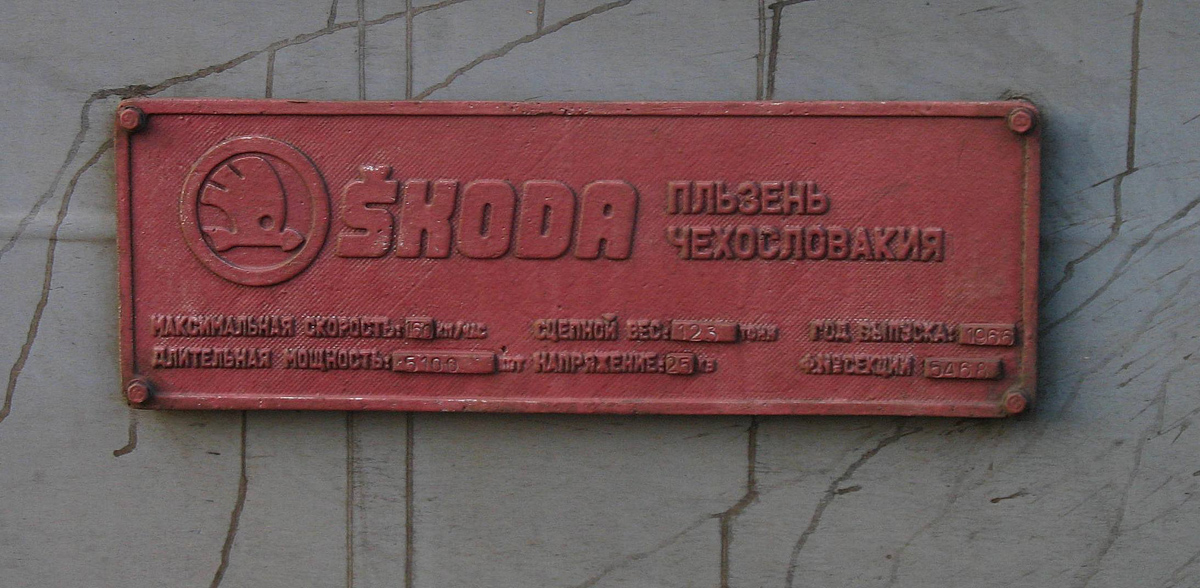 ŠKODA
ПЛЬЗЕНЬ
ЧЕХОСЛОВАКИЯ
МАКСИМАЛЬНАЯ СКОРОСТЬ: 160 КМ/ЧАС СЦЕПНОЙ ВЕС: 123 ТОНН ГОД ВЫПУСКА: 1966
ДЛИТЕЛЬНАЯ МОЩНОСТЬ: 5100 КВТ НАПРЯЖЕНИЕ: 25 КВ Ф.№ СЕКЦИИ 5468